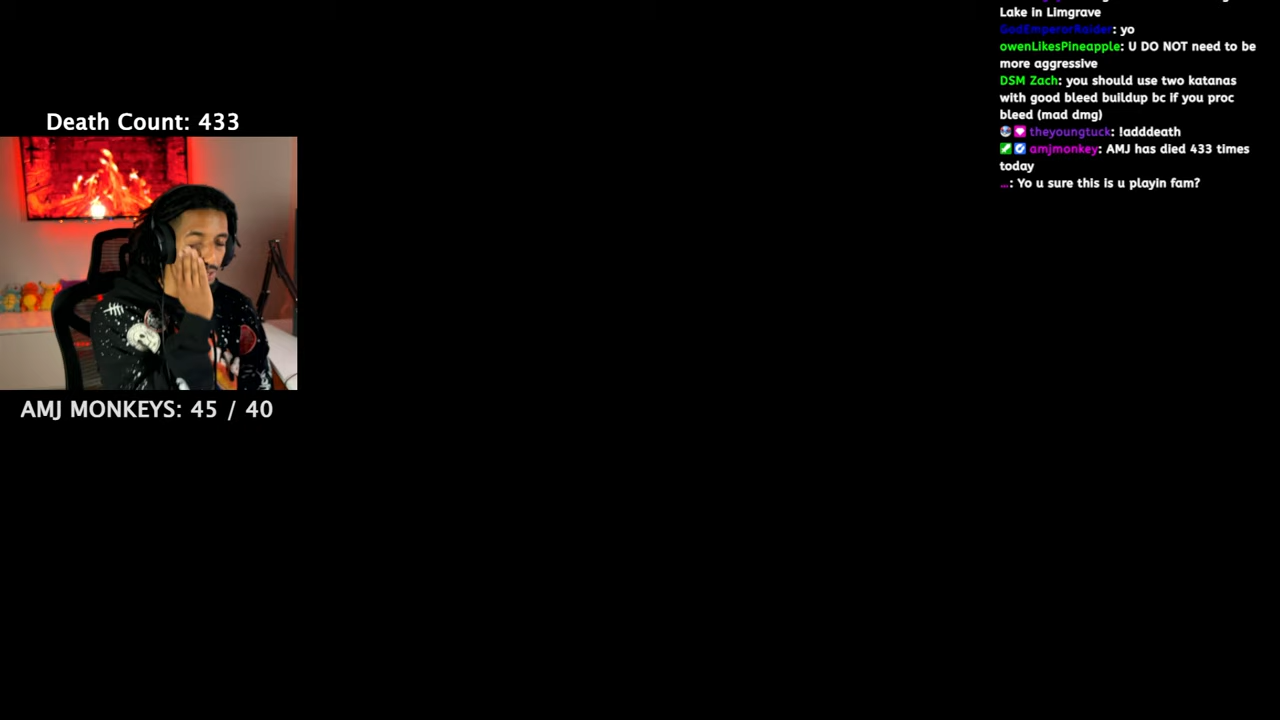 Lake in Limgrave
GodEmperorRaider: yo
owenLikesPineapple: U DO NOT need to be
more aggressive
DSM Zach: you should use two katanas
with good bleed buildup bc if you proc
bleed (mad dmg)
theyoungtuck: !adddeath
amjmonkey: AMJ has died 433 times
today
...: Yo u sure this is u playin fam?
Death Count: 433
AMJ MONKEYS: 45 / 40